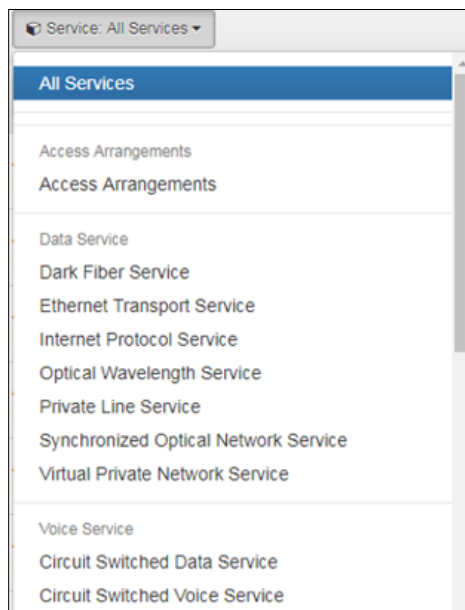 Service: All Services
All Services
Access Arrangements
Access Arrangements
Data Service
Dark Fiber Service
Ethernet Transport Service
Internet Protocol Service
Optical Wavelength Service
Private Line Service
Synchronized Optical Network Service
Virtual Private Network Service
Voice Service
Circuit Switched Data Service
Circuit Switched Voice Service